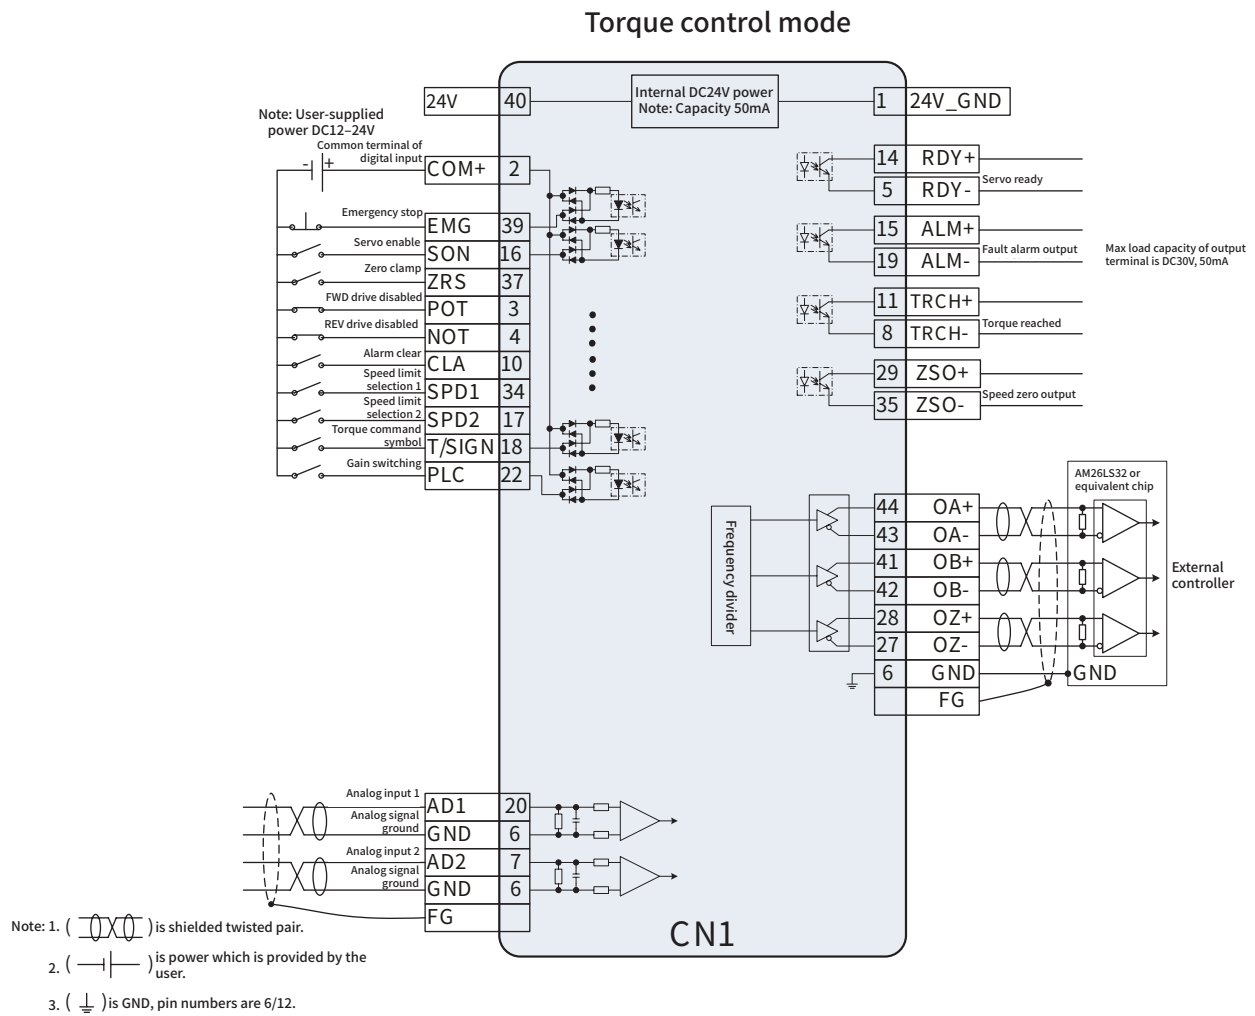 Torque control mode
24V 40
Internal DC24V power
Note: Capacity 50mA
1 24V_GND
Note: User-supplied
power DC12–24V
Common terminal of
digital input
- +
COM+ 2
Emergency stop
EMG 39
Servo enable
SON 16
Zero clamp
ZRS 37
FWD drive disabled
POT 3
REV drive disabled
NOT 4
Alarm clear
CLA 10
Speed limit
selection 1
SPD1 34
Speed limit
selection 2
SPD2 17
Torque command
symbol
T/SIGN 18
Gain switching
PLC 22
14 RDY+
5 RDY-
Servo ready
15 ALM+
19 ALM-
Fault alarm output
Max load capacity of output
terminal is DC30V, 50mA
11 TRCH+
8 TRCH-
Torque reached
29 ZSO+
35 ZSO-
Speed zero output
AM26LS32 or
equivalent chip
Frequency divider
44 OA+
43 OA-
41 OB+
42 OB-
28 OZ+
27 OZ-
6 GND
FG
GND
External
controller
Analog input 1
AD1 20
Analog signal
ground
GND 6
Analog input 2
AD2 7
Analog signal
ground
GND 6
FG
CN1
Note: 1. ( ) is shielded twisted pair.
2. ( ) is power which is provided by the
user.
3. ( ) is GND, pin numbers are 6/12.